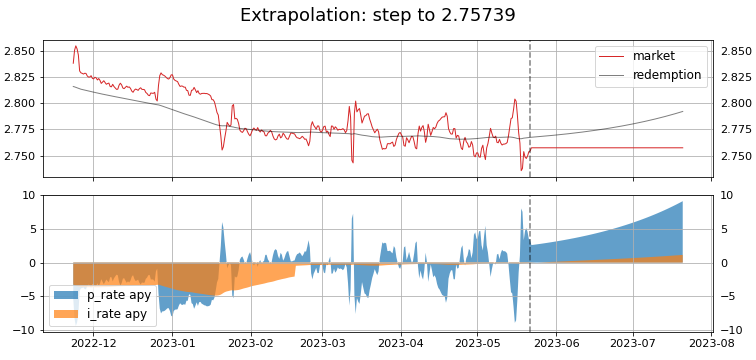 Extrapolation: step to 2.75739
2.850 2.850
2.825 2.825
2.800 2.800
2.775 2.775
2.750 2.750
market
redemption
10 10
5 5
0 0
−5 −5
−10 −10
p_rate apy
i_rate apy
2022-12 2023-01 2023-02 2023-03 2023-04 2023-05 2023-06 2023-07 2023-08